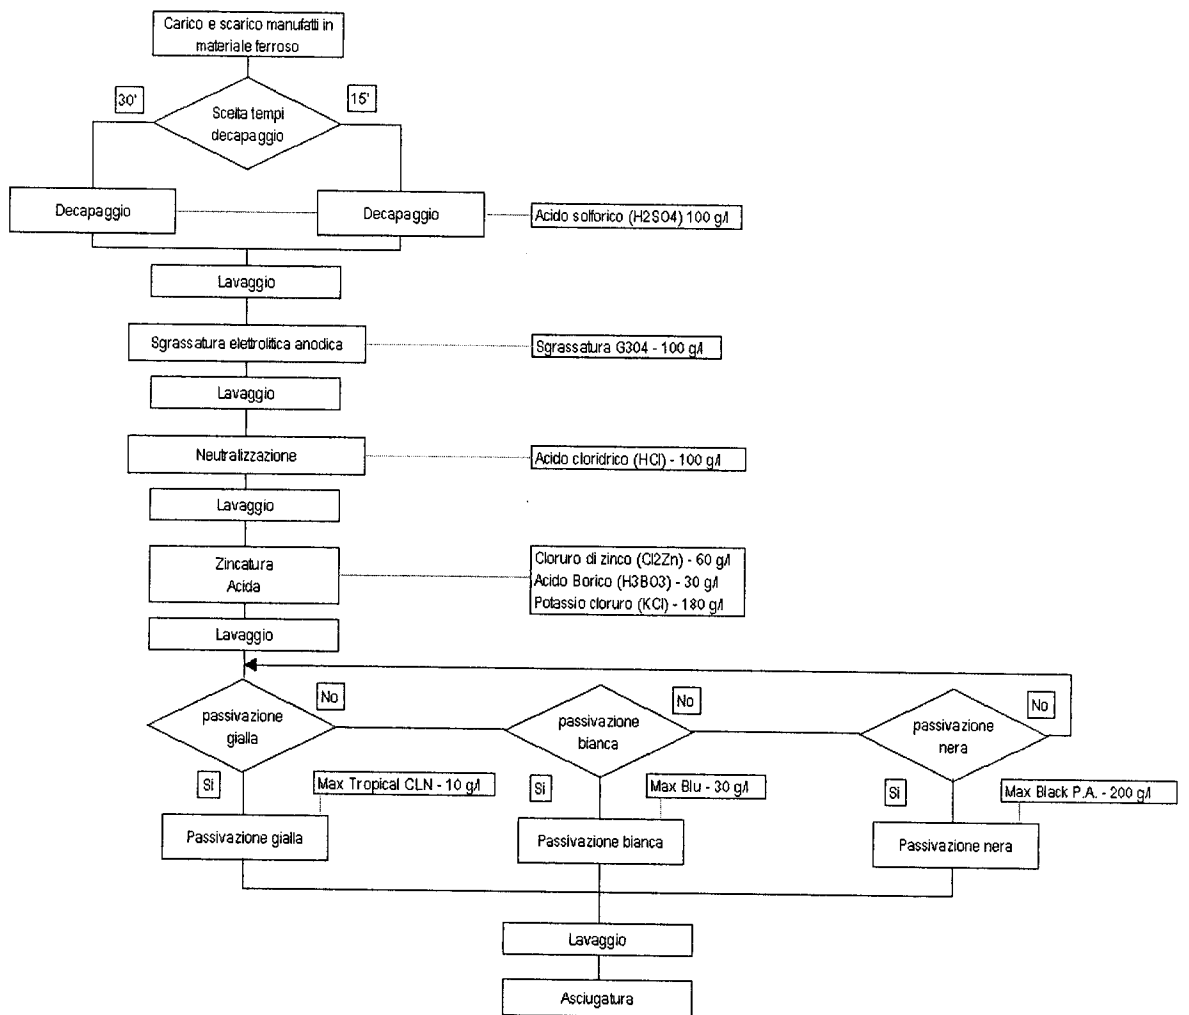 Carico e scarico manufatti in
materiale ferroso
30'
15'
Scelta tempi
decapaggio
Decapaggio
Decapaggio
Acido solforico (H2SO4) 100 g/l
Lavaggio
Sgrassatura elettrolitica anodica
Sgrassatura G304 - 100 g/l
Lavaggio
Neutralizzazione
Acido cloridrico (HCl) - 100 g/l
Lavaggio
Zincatura
Acida
Cloruro di zinco (Cl2Zn) - 60 g/l
Acido Borico (H3BO3) - 30 g/l
Potassio cloruro (KCl) - 180 g/l
Lavaggio
No
No
No
passivazione
gialla
passivazione
bianca
passivazione
nera
Si
Max Tropical CLN - 10 g/l
Si
Max Blu - 30 g/l
Si
Max Black P.A. - 200 g/l
Passivazione gialla
Passivazione bianca
Passivazione nera
Lavaggio
Asciugatura